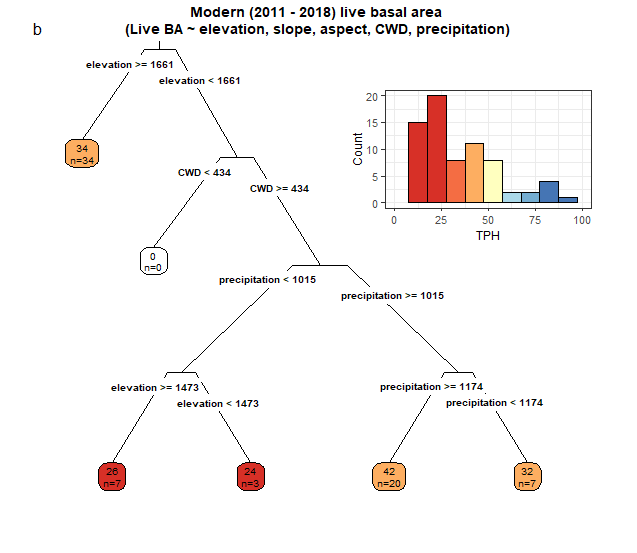 Modern (2011 - 2018) live basal area
b
(Live BA ~ elevation, slope, aspect, CWD, precipitation)
elevation >= 1661
elevation < 1661
34
n=34
CWD < 434
CWD >= 434
0
n=0
Count
20
15
10
5
0
0 25 50 75 100
TPH
precipitation < 1015
precipitation >= 1015
elevation >= 1473
elevation < 1473
precipitation >= 1174
precipitation < 1174
26
n=7
24
n=3
42
n=20
32
n=7